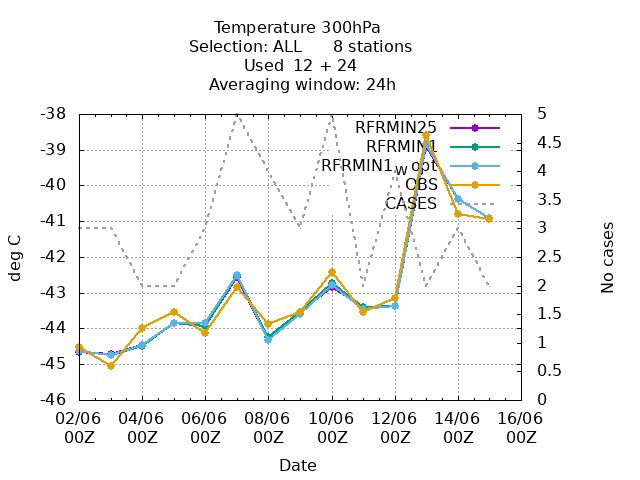 Temperature 300hPa
Selection: ALL 8 stations
Used 12 + 24
Averaging window: 24h
-38
-39
-40
-41
-42
-43
-44
-45
-46
deg C
5
4.5
4
3.5
3
2.5
2
1.5
1
0.5
0
No cases
RFRMIN25
RFRMIN1
RFRMIN1wopt
OBS
CASES
02/06 04/06 06/06 08/06 10/06 12/06 14/06 16/06
00Z 00Z 00Z 00Z 00Z 00Z 00Z 00Z
Date